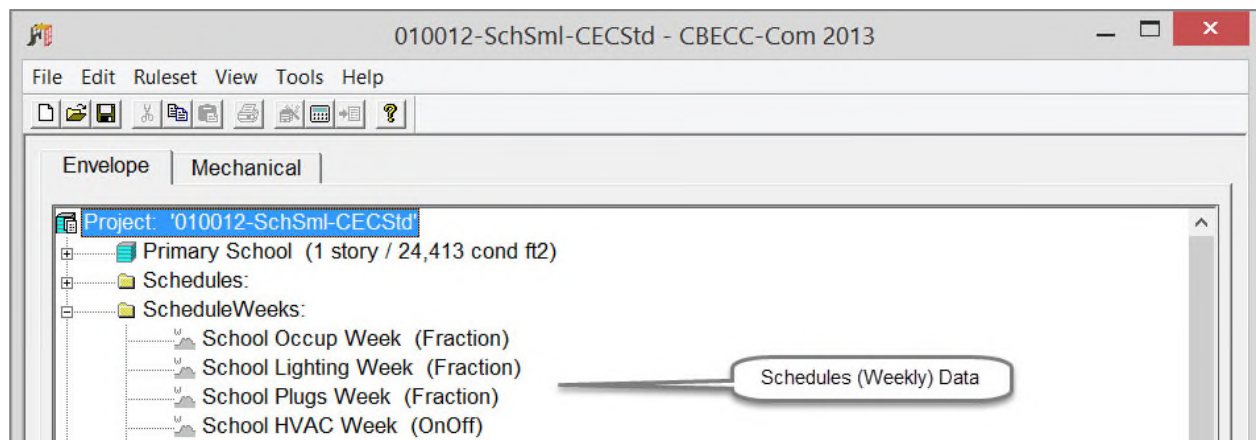 010012-SchSml-CECStd - CBECC-Com 2013
File Edit Ruleset View Tools Help
Envelope Mechanical
Project: '010012-SchSml-CECStd'
Primary School (1 story / 24,413 cond ft2)
Schedules:
ScheduleWeeks:
School Occup Week (Fraction)
School Lighting Week (Fraction)
Schedules (Weekly) Data
School Plugs Week (Fraction)
School HVAC Week (OnOff)